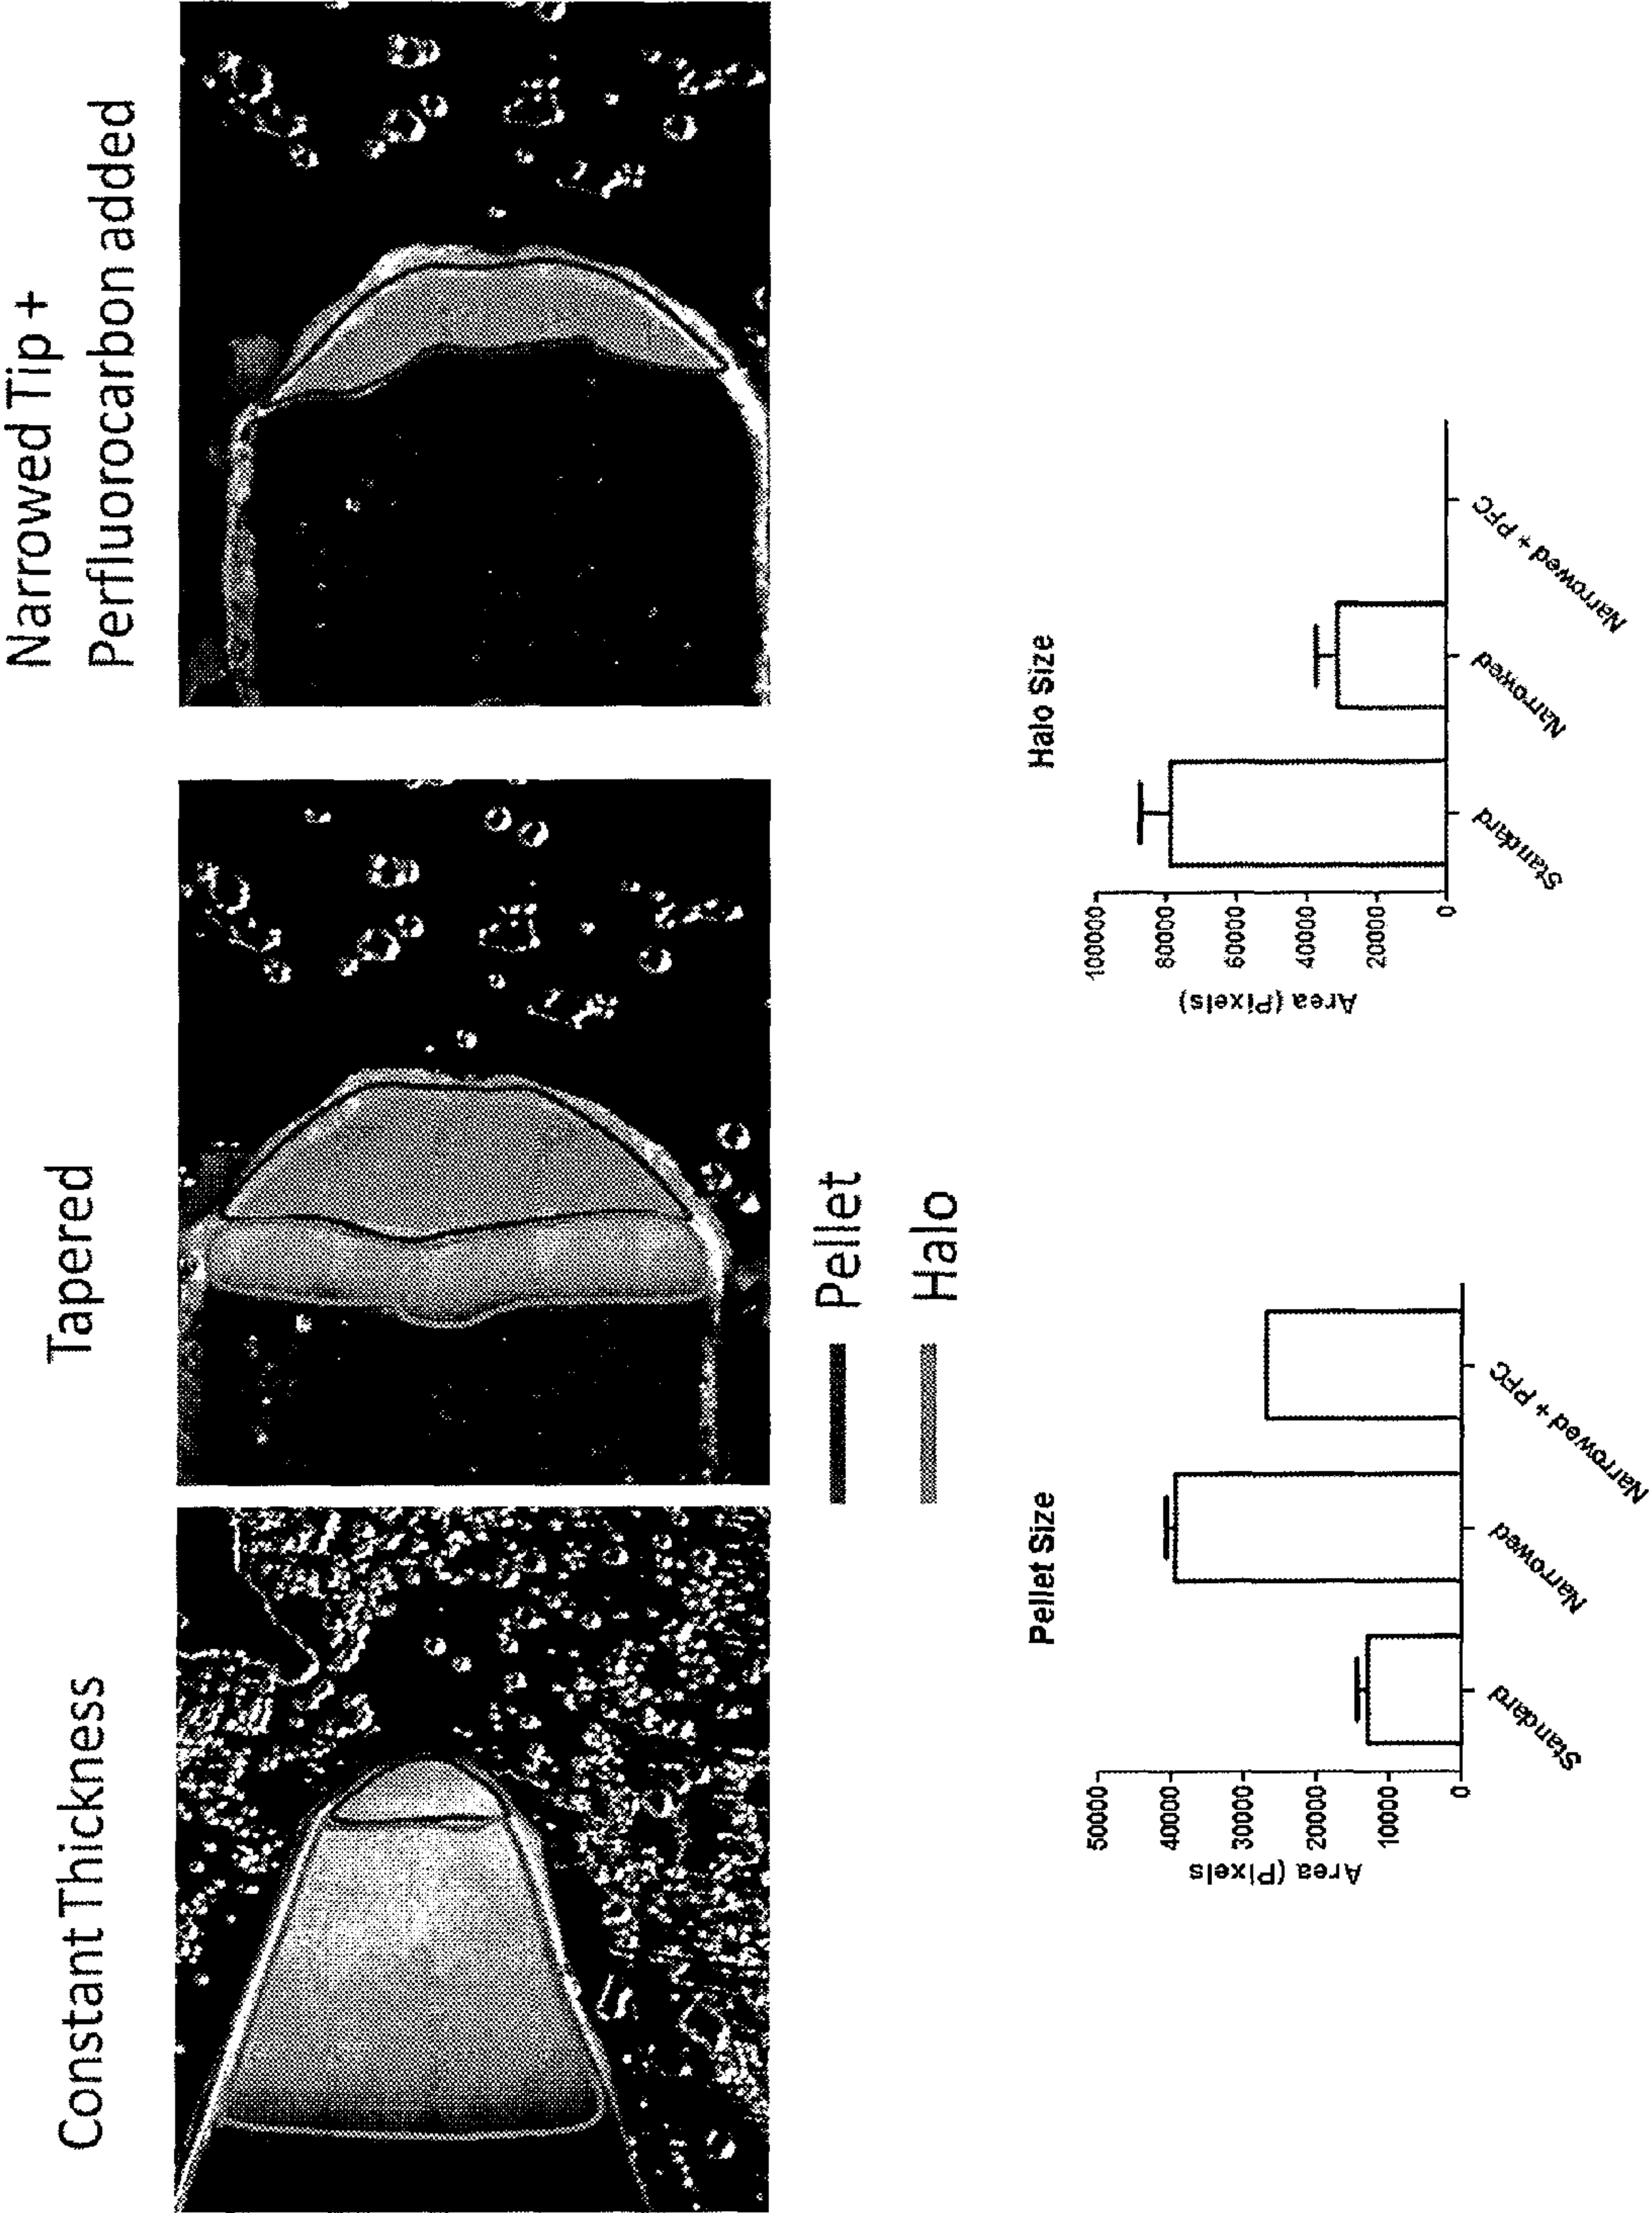 Constant Thickness
Tapered
Narrowed Tip +
Perfluorocarbon added
Pellet
Halo
Pellet Size
Area (Pixels
50000
40000
30000
20000
10000
0
Standard
Narrowed
Narrowed + PFC
Halo Size
Area (Pixels)
100000
80000
60000
40000
20000
0
Standard
Narrowed
Narrowed + PFC